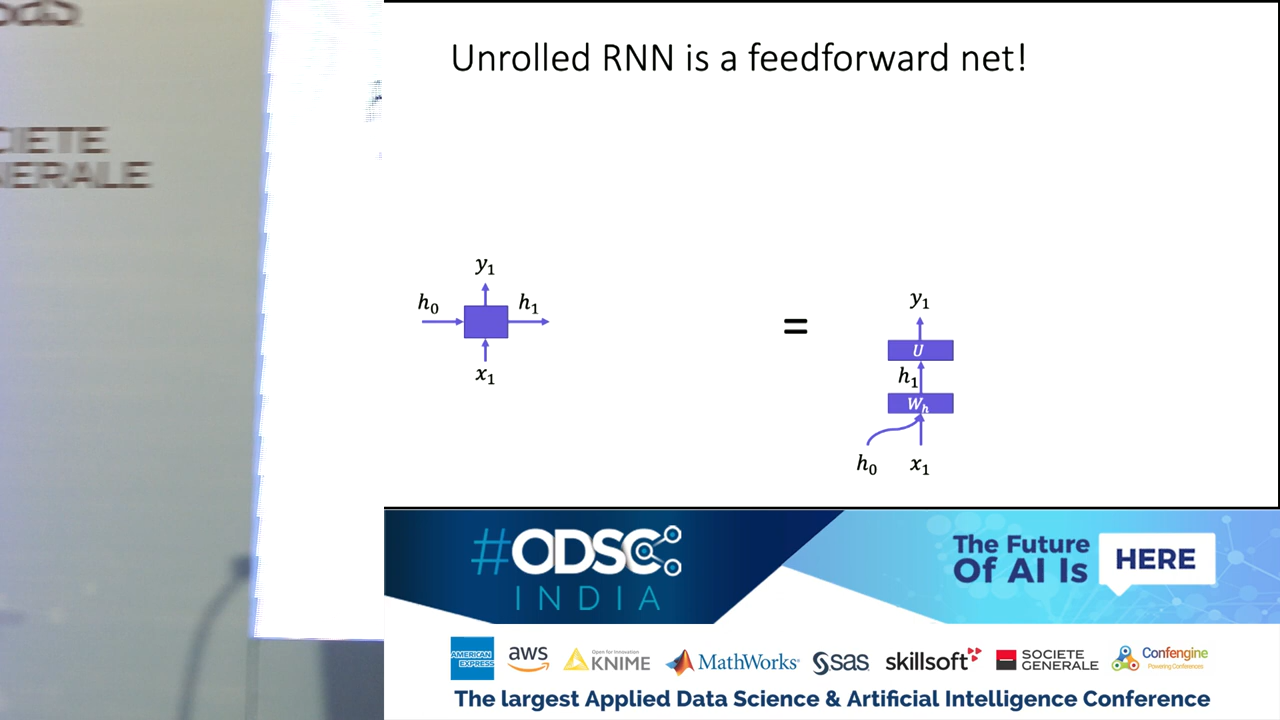 CIETE
NERALE
Unrolled RNN is a feedforward net!
y₁
h₀
h₁
x₁
=
y₁
U
h₁
Wₕ
h₀ x₁
#ODSC
INDIA
The Future
Of AI Is
HERE
AMERICAN
EXPRESS
aws
Open for Innovation
KNIME
MathWorks®
sas
skillsoft
SOCIETE
GENERALE
Confengine
Powering Conferences
The largest Applied Data Science & Artificial Intelligence Conference